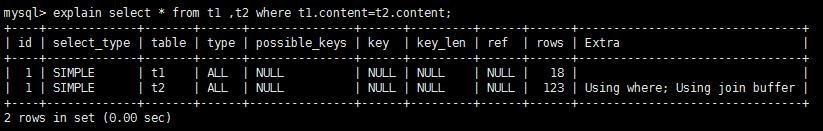 mysql> explain select * from t1 ,t2 where t1.content=t2.content;
+----+-------------+-------+------+---------------+------+---------+------+------+--------------------------------+
| id | select_type | table | type | possible_keys | key | key_len | ref | rows | Extra |
+----+-------------+-------+------+---------------+------+---------+------+------+--------------------------------+
| 1 | SIMPLE | t1 | ALL | NULL | NULL | NULL | NULL | 18 | |
| 1 | SIMPLE | t2 | ALL | NULL | NULL | NULL | NULL | 123 | Using where; Using join buffer |
+----+-------------+-------+------+---------------+------+---------+------+------+--------------------------------+
2 rows in set (0.00 sec)